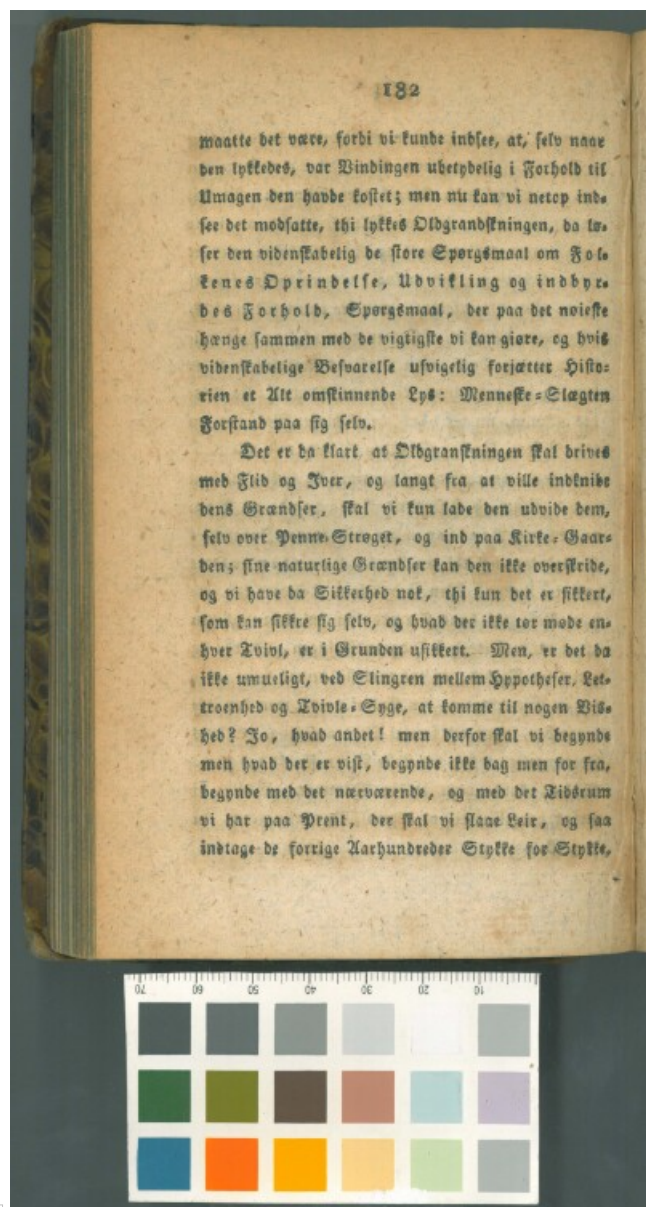 182
maatte det være, fordi vi kunde indsee, at, selv naar
den lykkedes, var Vindingen ubetydelig i Forhold til
Umagen den havde kostet; men nu kan vi netop ind-
see det modsatte, thi lykkes Oldgrandskningen, da lø-
ser den videnskabelig de store Spørgsmaal om Fol-
kenes Oprindelse, Udvikling og indbyr-
des Forhold, Spørgsmaal, der paa det nøieste
hænge sammen med de vigtigste vi kan giøre, og hvis
videnskabelige Besvarelse usvigelig forjætter Histo-
rien et Alt omskinnende Lys: Menneske-Slægten
Forstand paa sig selv.
Det er da klart at Oldgranskningen skal drives
med Flid og Iver, og langt fra at ville indknibe
dens Grændser, skal vi kun lade den udvide dem,
selv over Penne-Strøget, og ind paa Kirke-Gaar-
den; sine naturlige Grændser kan den ikke overskride,
og vi have da Sikkerhed nok, thi kun det er sikkert,
som kan sikkre sig selv, og hvad der ikke tør møde en-
hver Tvivl, er i Grunden usikkert. Men, er det da
ikke umueligt, ved Slingren mellem Hypotheser, Let-
troenhed og Tvivle-Syge, at komme til nogen Vis-
hed? Jo, hvad andet! men derfor skal vi begynde
men hvad der er vist, begynde ikke bag men for fra,
begynde med det nærværende, og med det Tidsrum
vi har paa Prent, der skal vi slaae Leir, og saa
indtage de forrige Aarhundreder Stykke for Stykke,
70 60 50 40 30 20 10